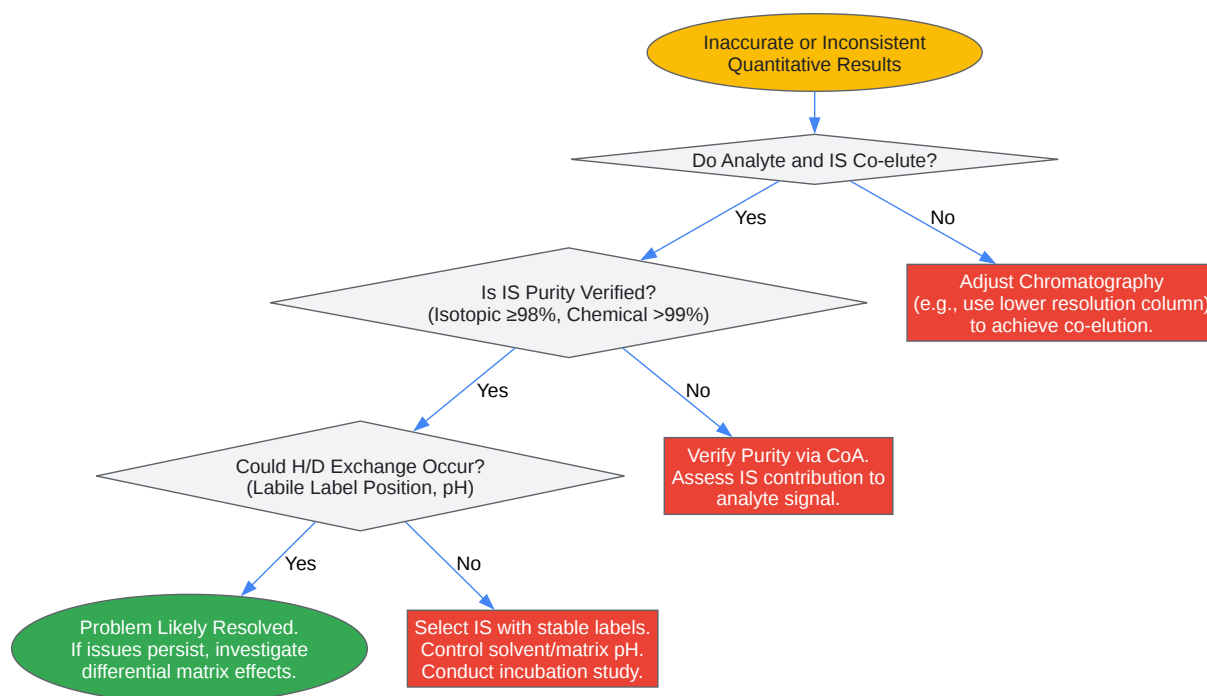 Inaccurate or Inconsistent
Quantitative Results
Do Analyte and IS Co-elute?
Yes
No
Is IS Purity Verified?
(Isotopic ≥98%, Chemical >99%)
Adjust Chromatography
(e.g., use lower resolution column)
to achieve co-elution.
Yes
No
Could H/D Exchange Occur?
(Labile Label Position, pH)
Verify Purity via CoA.
Assess IS contribution to
analyte signal.
Yes
No
Problem Likely Resolved.
If issues persist, investigate
differential matrix effects.
Select IS with stable labels.
Control solvent/matrix pH.
Conduct incubation study.